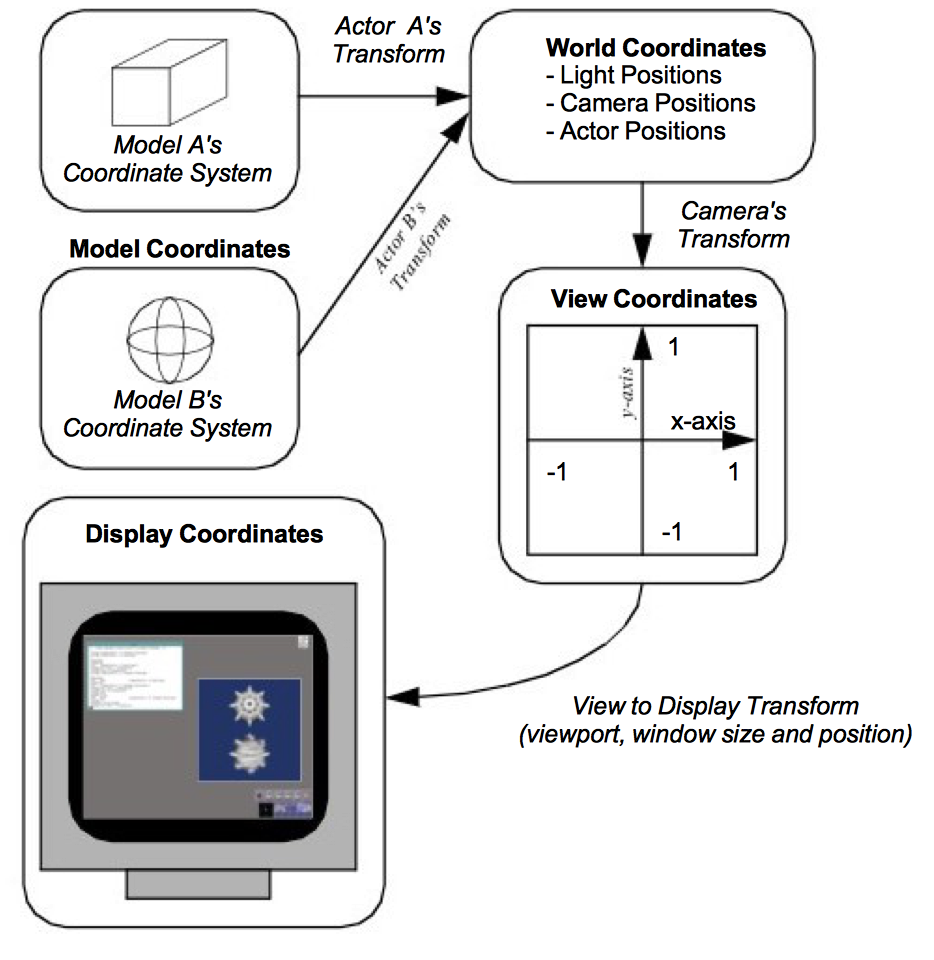 Actor A's
Transform
World Coordinates
- Light Positions
- Camera Positions
- Actor Positions
Model A's
Coordinate System
Actor B's
Transform
Camera's
Transform
Model Coordinates
Model B's
Coordinate System
View Coordinates
1
y-axis
x-axis
-1
1
-1
Display Coordinates
View to Display Transform
(viewport, window size and position)